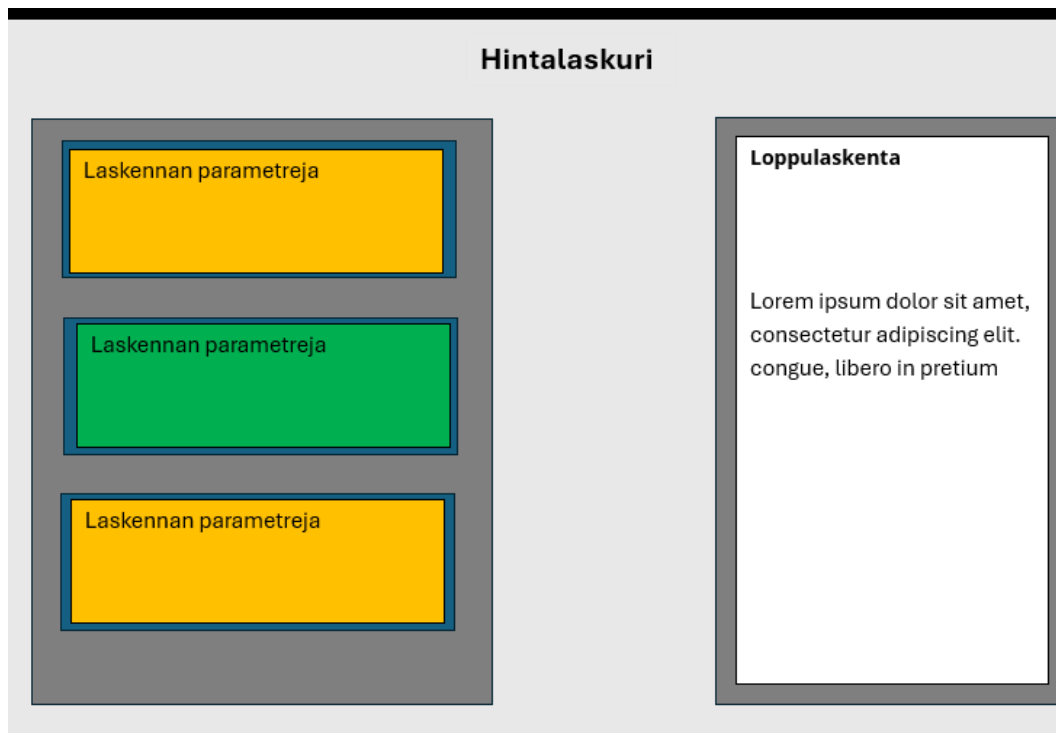 Hintalaskuri
Laskennan parametreja
Laskennan parametreja
Laskennan parametreja
Loppulaskenta
Lorem ipsum dolor sit amet,
consectetur adipiscing elit.
congue, libero in pretium